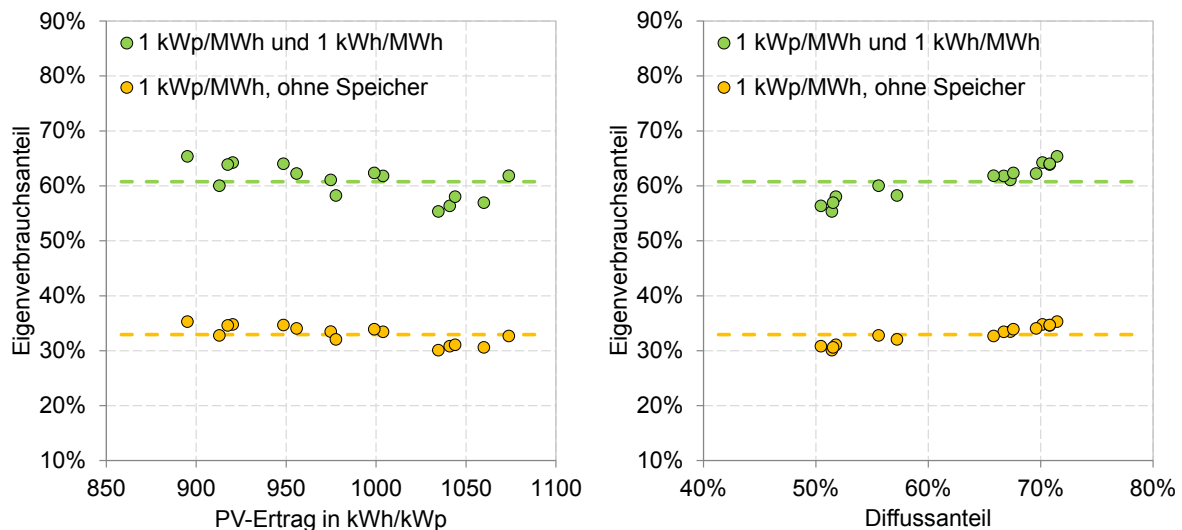 90%
80%
70%
60%
50%
40%
30%
20%
10%
Eigenverbrauchsanteil
1 kWp/MWh und 1 kWh/MWh
1 kWp/MWh, ohne Speicher
850 900 950 1000 1050 1100
PV-Ertrag in kWh/kWp
90%
80%
70%
60%
50%
40%
30%
20%
10%
Eigenverbrauchsanteil
1 kWp/MWh und 1 kWh/MWh
1 kWp/MWh, ohne Speicher
40% 50% 60% 70% 80%
Diffussanteil